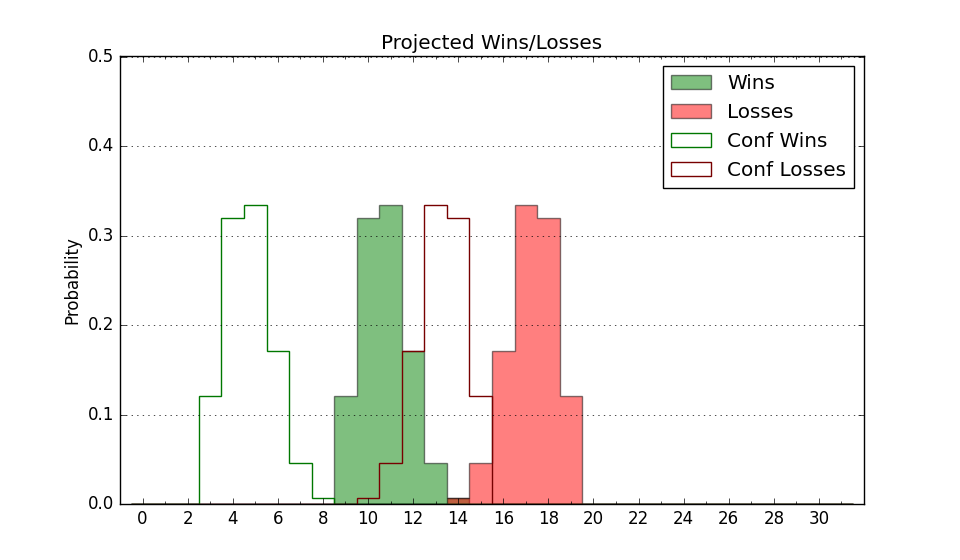 Projected Wins/Losses
0.5
0.4
0.3
0.2
0.1
0.0
Probability
Wins
Losses
Conf Wins
Conf Losses
0 2 4 6 8 10 12 14 16 18 20 22 24 26 28 30